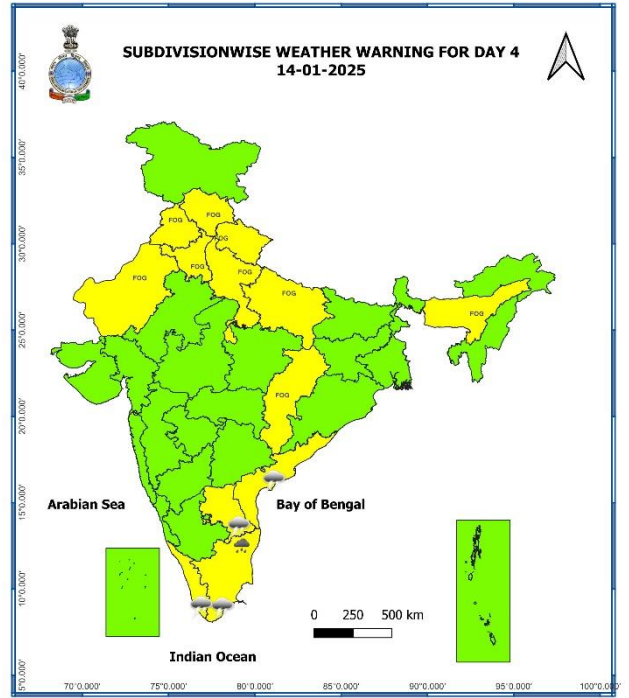 SUBDIVISIONWISE WEATHER WARNING FOR DAY 4
14-01-2025
40°0.000'
35°0.000'
FOG
FOG
30°0.000'
FOG
FOG
FOG
FOG
FOG
FOG
25°0.000'
FOG
20°0.000'
15°0.000'
Arabian Sea
Bay of Bengal
10°0.000'
0 250 500 km
Indian Ocean
5°0.000'
70°0.000' 75°0.000' 80°0.000' 85°0.000' 90°0.000' 95°0.000' 100°0.000'